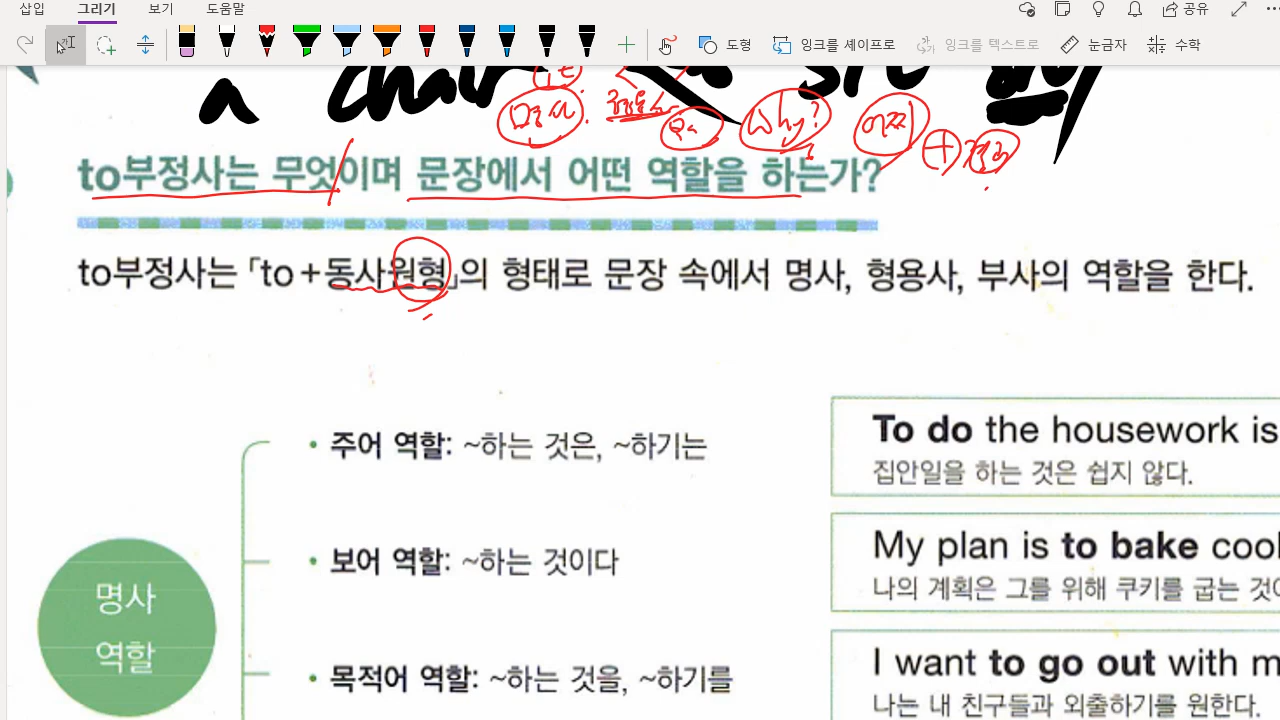 삽입 그리기 보기 도움말 공유
도형 잉크를 셰이프로 잉크를 텍스트로 눈금자 수학
a chair
명사 형용사 Why? 어찌
to부정사는 무엇이며 문장에서 어떤 역할을 하는가?
to부정사는 「to+동사원형」의 형태로 문장 속에서 명사, 형용사, 부사의 역할을 한다.
• 주어 역할: ~하는 것은, ~하기는
To do the housework is
집안일을 하는 것은 쉽지 않다.
• 보어 역할: ~하는 것이다
My plan is to bake
나의 계획은 그를 위해 쿠키를 굽는
명사
역할
• 목적어 역할: ~하는 것을, ~하기를
I want to go out with
나는 내 친구들과 외출하기를 원한다.